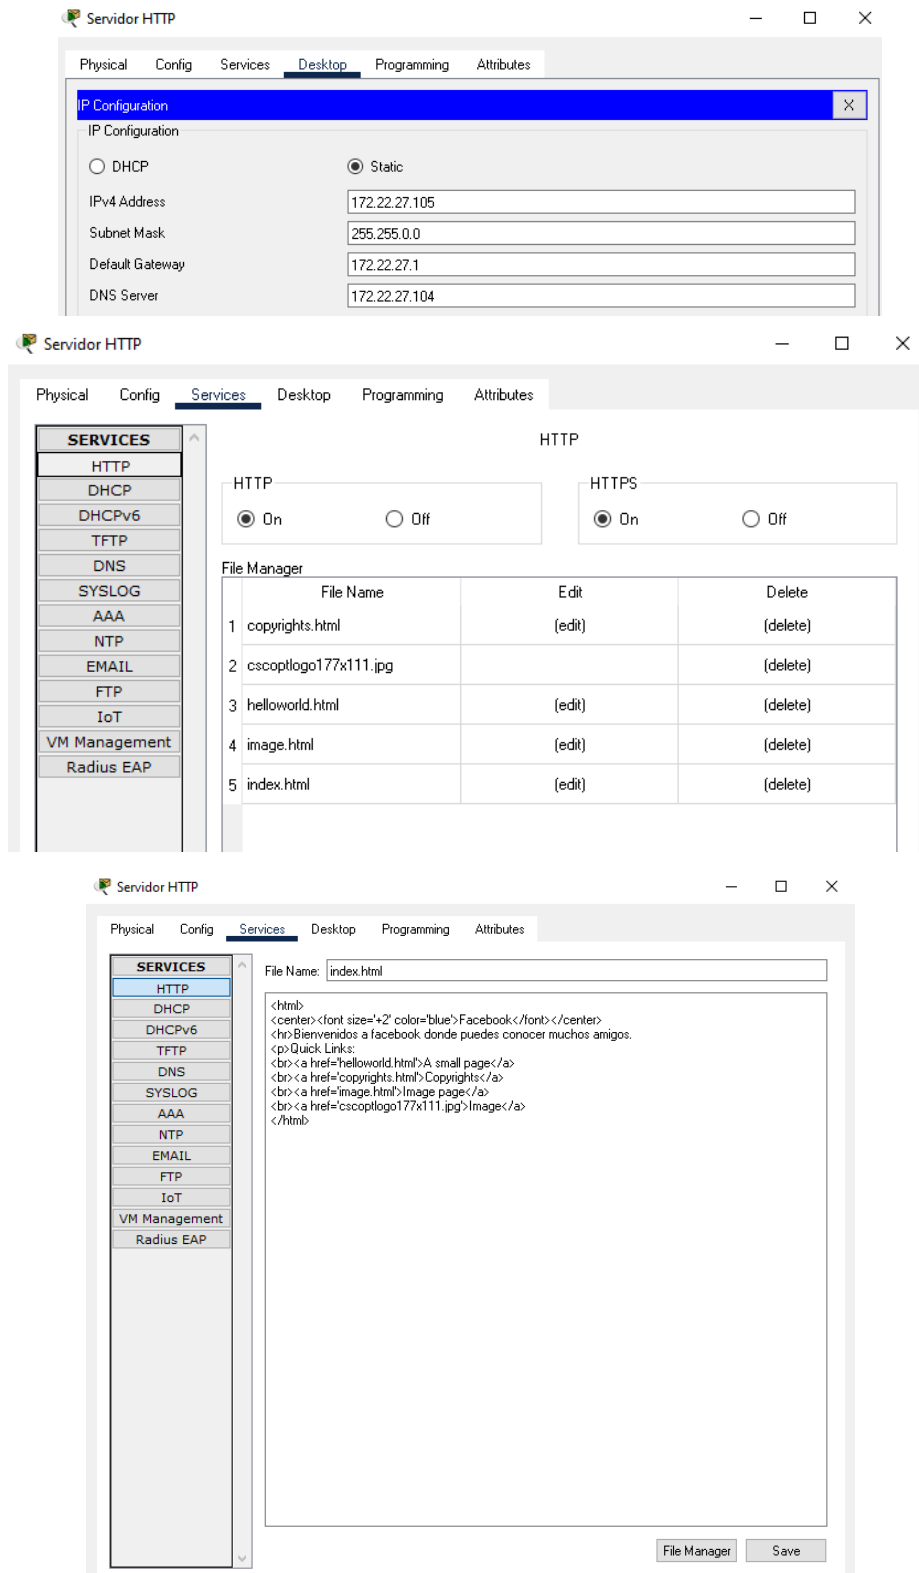 Servidor HTTP
Physical Config Services Desktop Programming Attributes
IP Configuration X
IP Configuration
DHCP Static
IPv4 Address 172.22.27.105
Subnet Mask 255.255.0.0
Default Gateway 172.22.27.1
DNS Server 172.22.27.104
Servidor HTTP
Physical Config Services Desktop Programming Attributes
SERVICES
HTTP
DHCP
DHCPv6
TFTP
DNS
SYSLOG
AAA
NTP
EMAIL
FTP
IoT
VM Management
Radius EAP
HTTP
HTTP HTTPS
On Off On Off
File Manager
File Name Edit Delete
1 copyrights.html (edit) (delete)
2 cscoptlogo177x111.jpg (delete)
3 helloworld.html (edit) (delete)
4 image.html (edit) (delete)
5 index.html (edit) (delete)
Servidor HTTP
Physical Config Services Desktop Programming Attributes
SERVICES
HTTP
DHCP
DHCPv6
TFTP
DNS
SYSLOG
AAA
NTP
EMAIL
FTP
IoT
VM Management
Radius EAP
File Name: index.html
<html>
<center><font size='+2' color='blue'>Facebook</font></center>
<hr>Bienvenidos a facebook donde puedes conocer muchos amigos.
<p>Quick Links:
<br><a href='helloworld.html'>A small page</a>
<br><a href='copyrights.html'>Copyrights</a>
<br><a href='image.html'>Image page</a>
<br><a href='cscoptlogo177x111.jpg'>Image</a>
</html>
File Manager Save